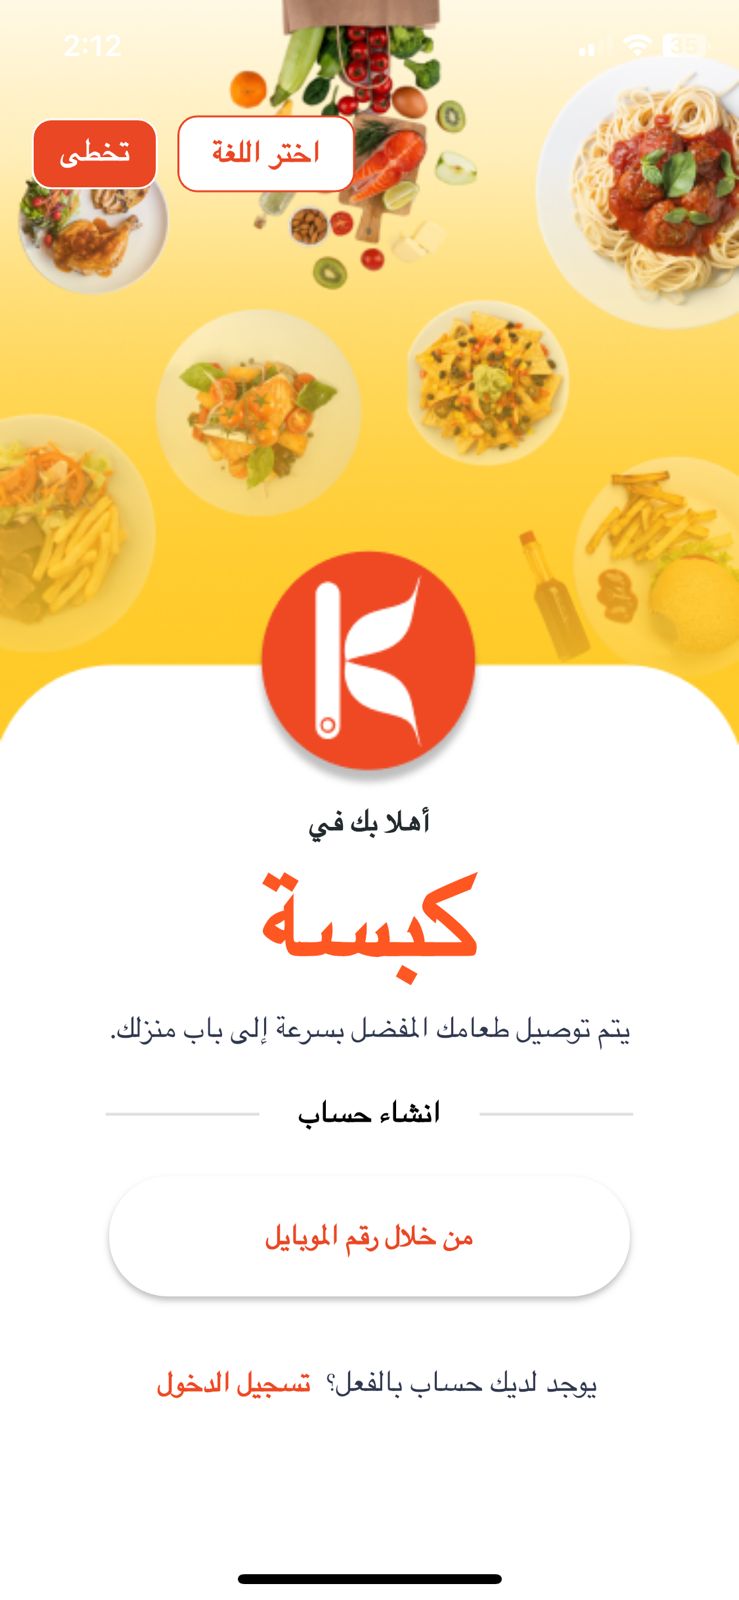 2:12
35
اختر اللغة
تخطى
أهلا بك في
كبسة
يتم توصيل طعامك المفضل بسرعة إلى باب منزلك.
انشاء حساب
من خلال رقم الموبايل
يوجد لديك حساب بالفعل؟ تسجيل الدخول